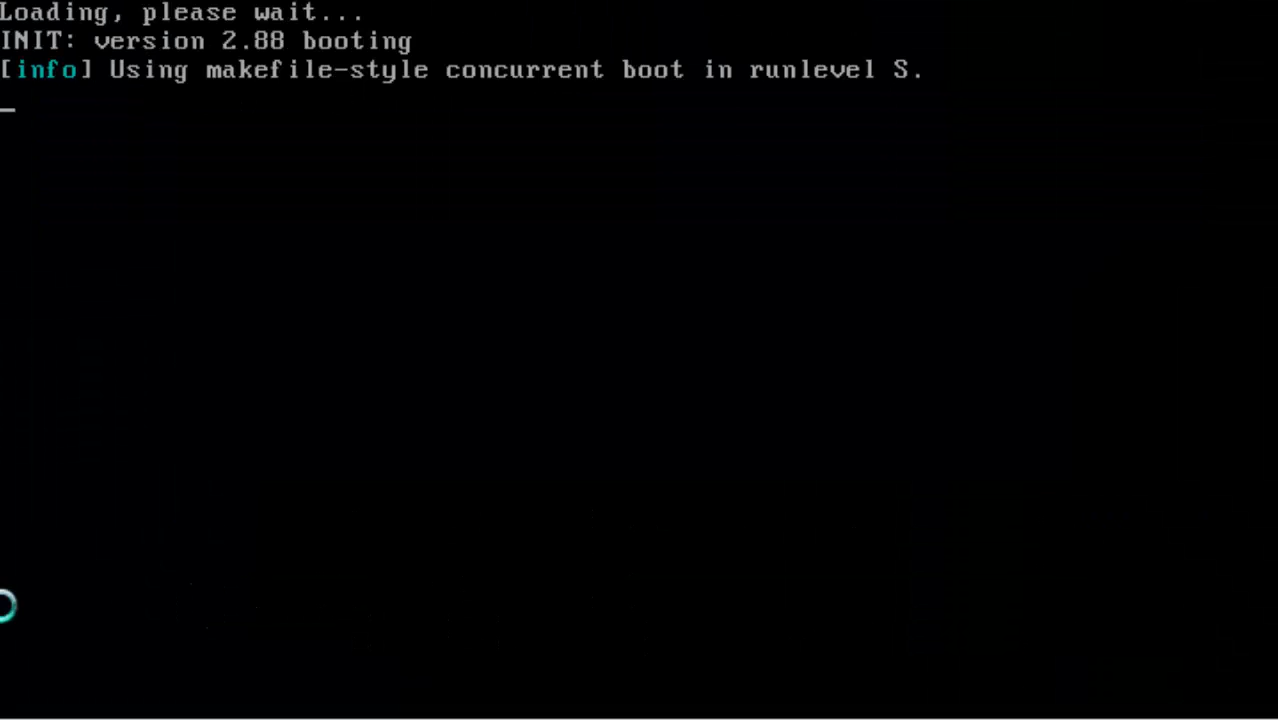 Loading, please wait...
INIT: version 2.88 booting
[info] Using makefile-style concurrent boot in runlevel S.